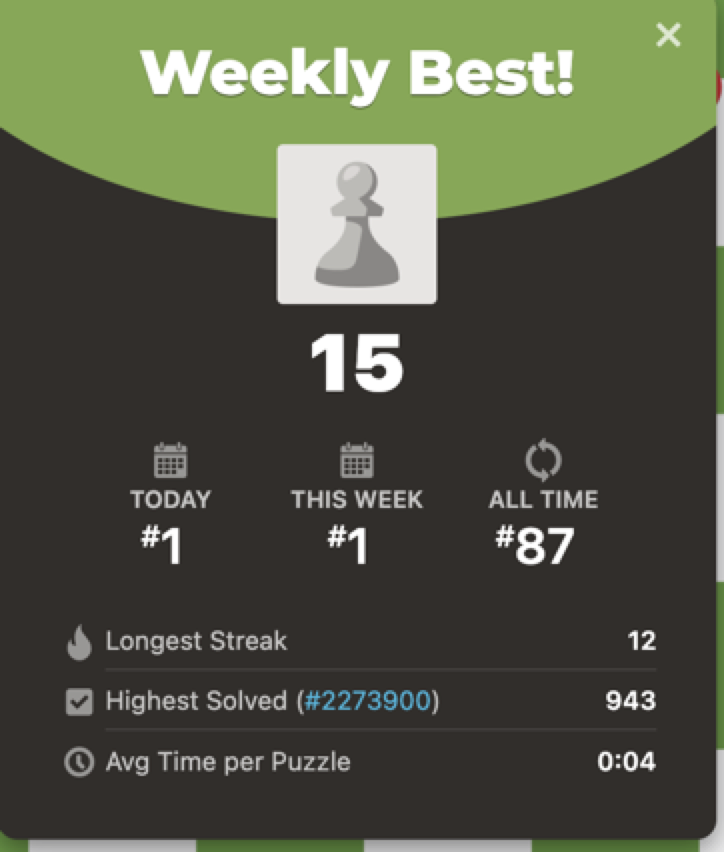 Weekly Best!
15
TODAY THIS WEEK ALL TIME
#1 #1 #87
Longest Streak 12
Highest Solved (#2273900) 943
Avg Time per Puzzle 0:04